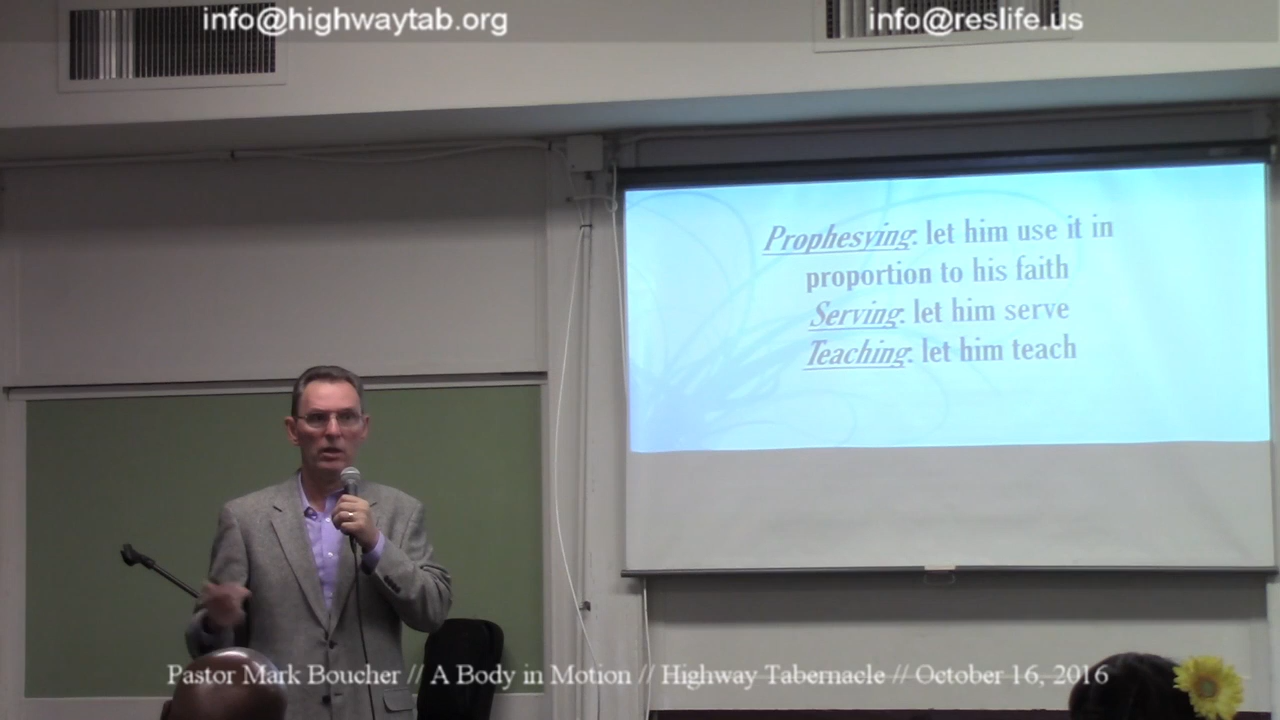 info@highwaytab.org
info@reslife.us
Prophesying: let him use it in
proportion to his faith
Serving: let him serve
Teaching: let him teach
Pastor Mark Boucher // A Body in Motion // Highway Tabernacle // October 16, 2016